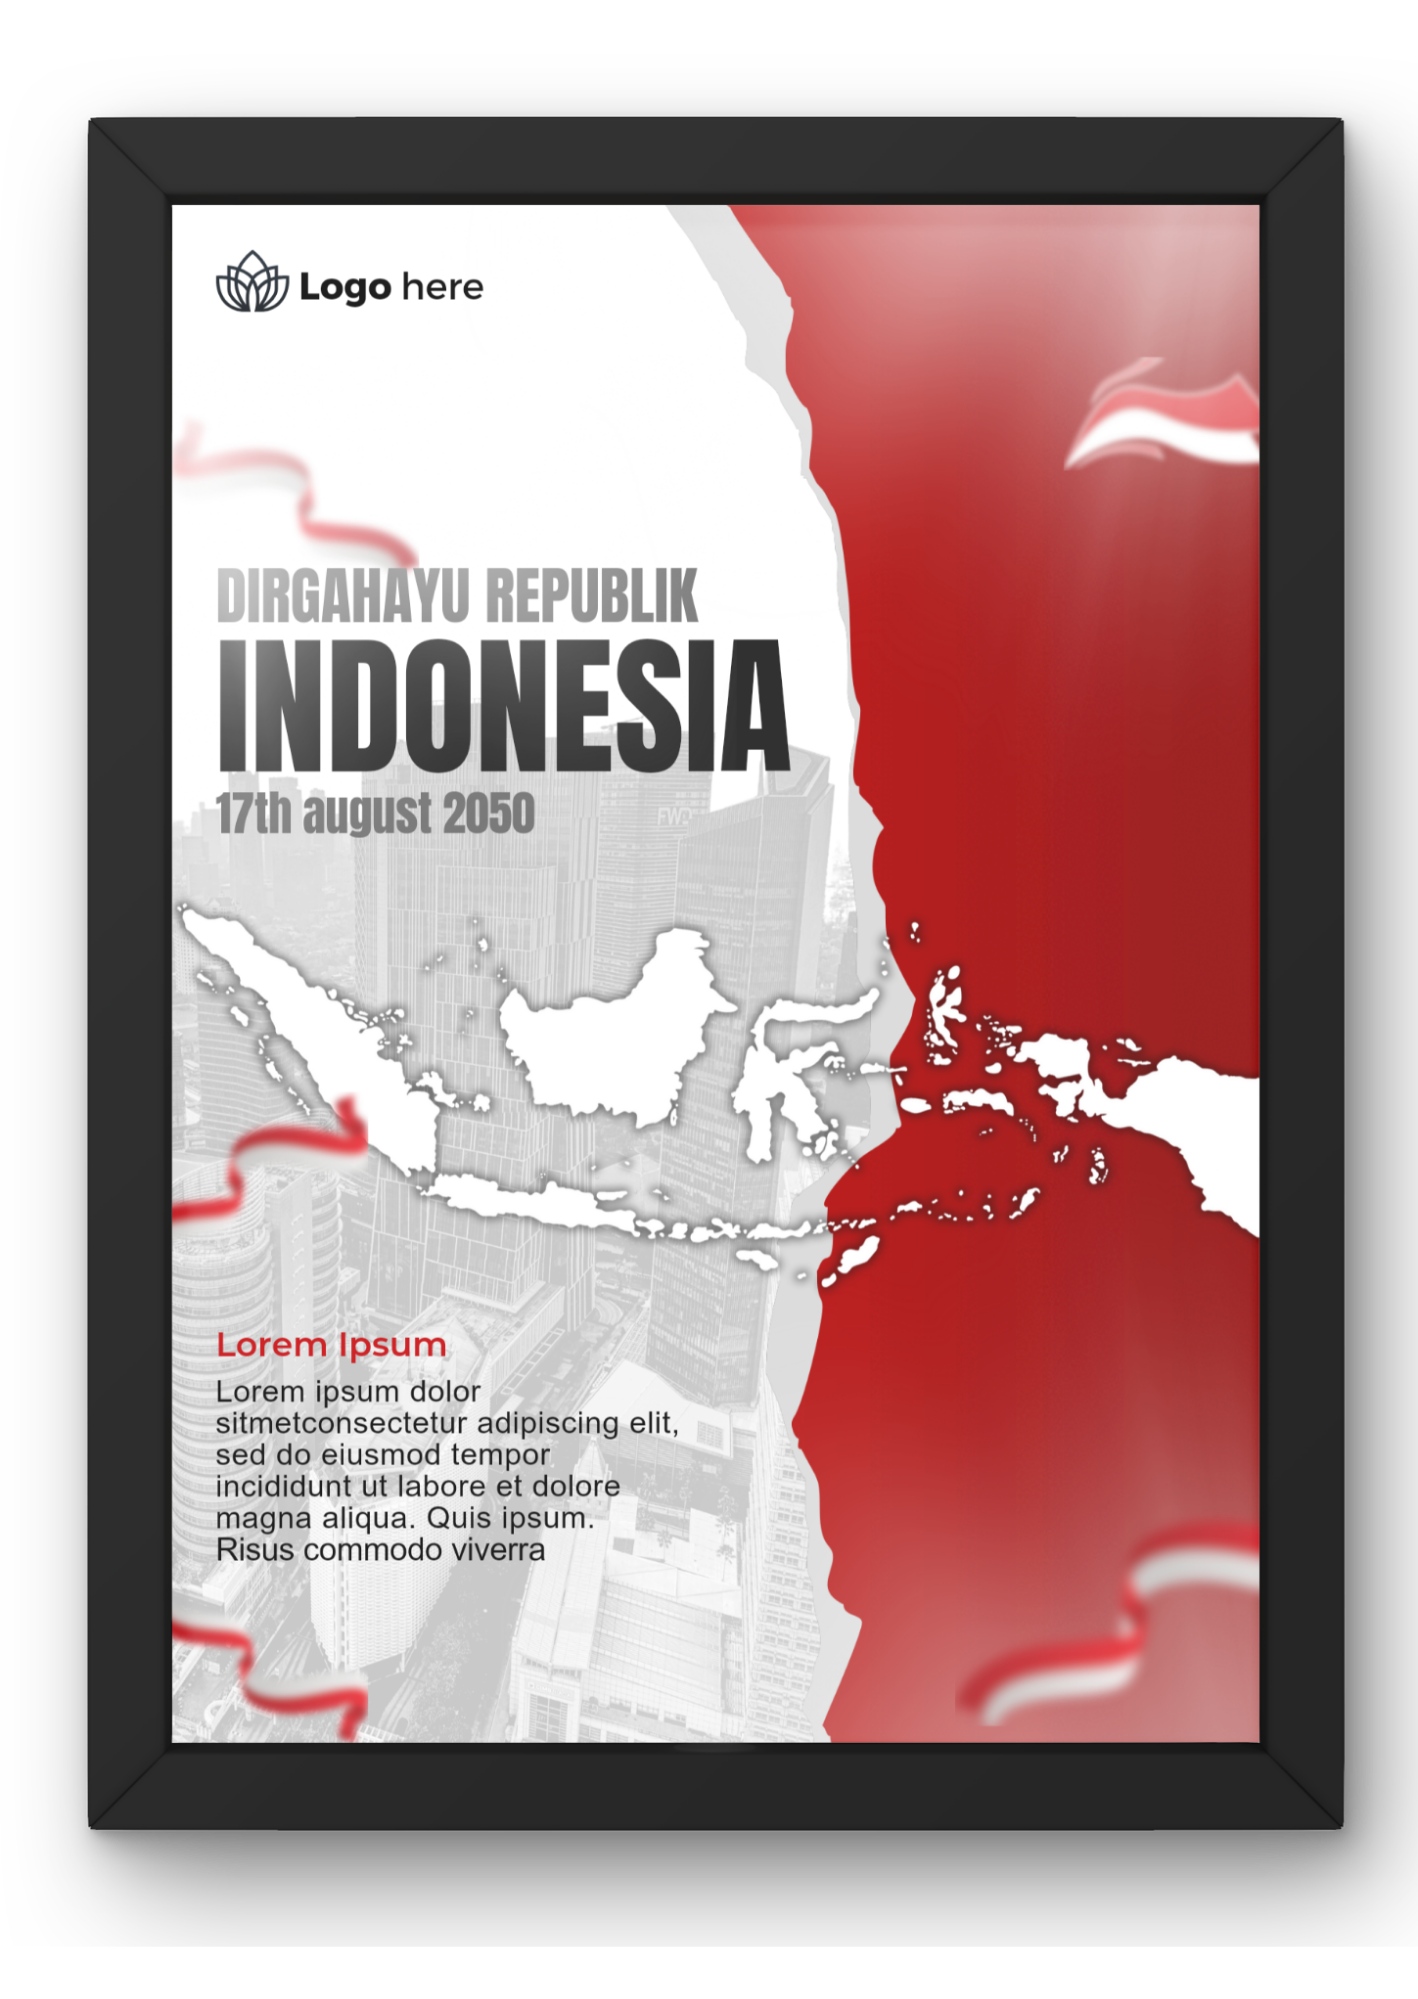 Logo here
DIRGAHAYU REPUBLIK
INDONESIA
17th august 2050
FWD
Lorem Ipsum
Lorem ipsum dolor
sitmetconsectetur adipiscing elit,
sed do eiusmod tempor
incididunt ut labore et dolore
magna aliqua. Quis ipsum.
Risus commodo viverra